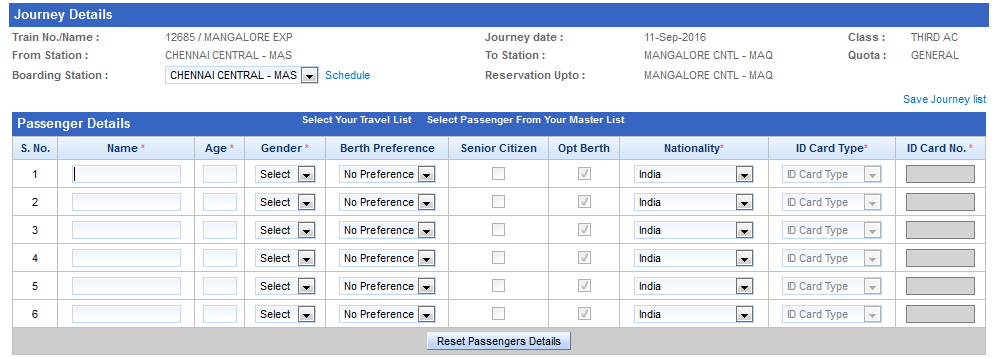 Journey Details
Train No./Name : 12685 / MANGALORE EXP Journey date : 11-Sep-2016 Class : THIRD AC
From Station : CHENNAI CENTRAL - MAS To Station : MANGALORE CNTL - MAQ Quota : GENERAL
Boarding Station : CHENNAI CENTRAL - MAS Schedule Reservation Upto : MANGALORE CNTL - MAQ
Save Journey list
Passenger Details Select Your Travel List Select Passenger From Your Master List
S. No. Name * Age * Gender * Berth Preference Senior Citizen Opt Berth Nationality* ID Card Type* ID Card No. *
1 Select No Preference India ID Card Type
2 Select No Preference India ID Card Type
3 Select No Preference India ID Card Type
4 Select No Preference India ID Card Type
5 Select No Preference India ID Card Type
6 Select No Preference India ID Card Type
Reset Passengers Details